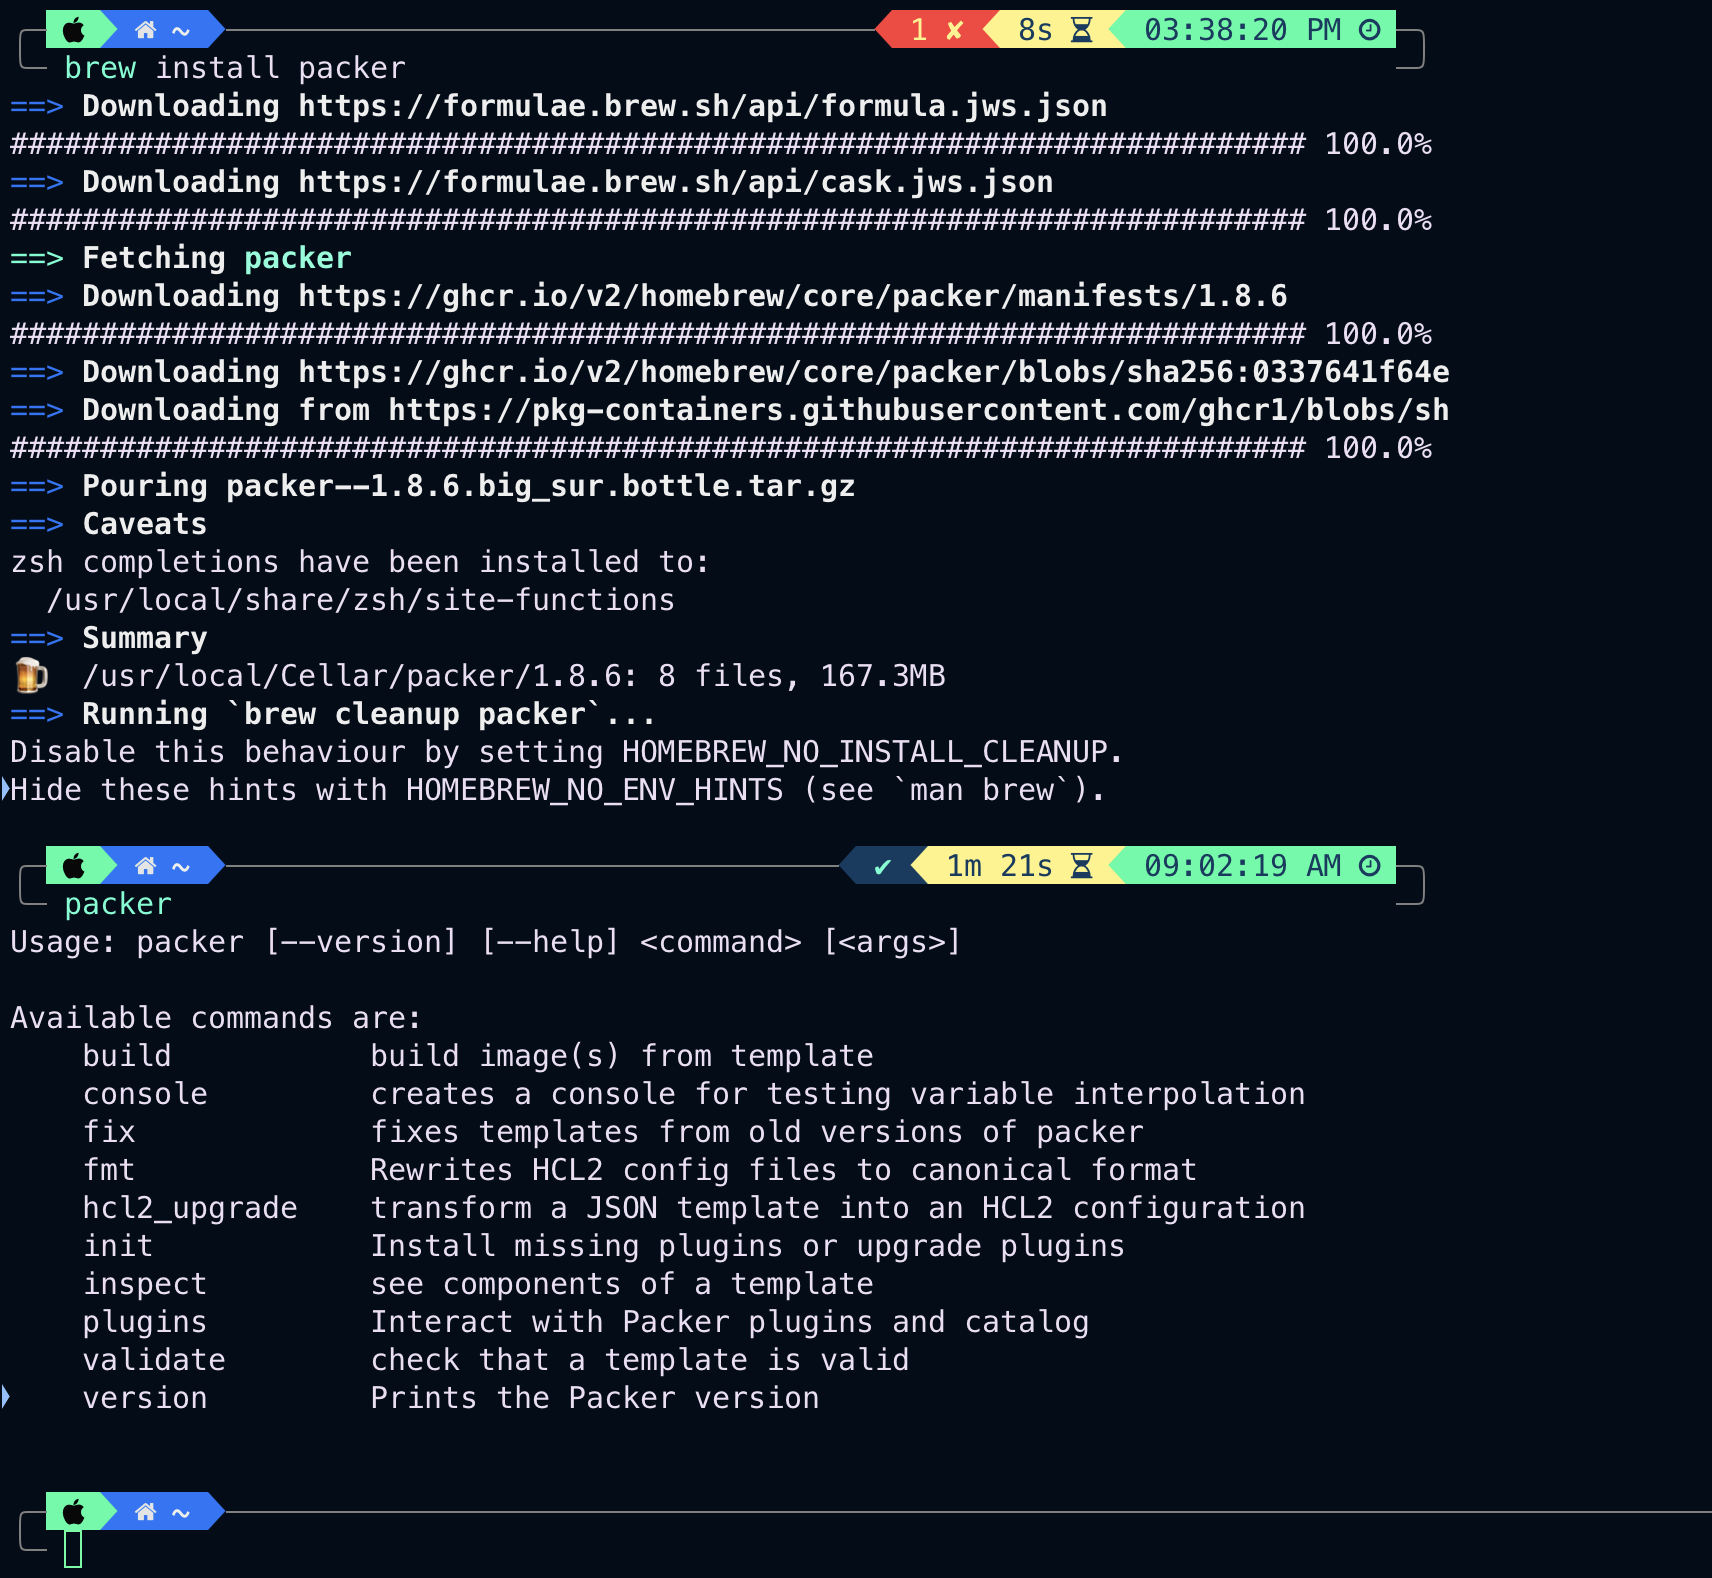 ~ 1 ✘ 8s 03:38:20 PM
brew install packer
==> Downloading https://formulae.brew.sh/api/formula.jws.json
######################################################################## 100.0%
==> Downloading https://formulae.brew.sh/api/cask.jws.json
######################################################################## 100.0%
==> Fetching packer
==> Downloading https://ghcr.io/v2/homebrew/core/packer/manifests/1.8.6
######################################################################## 100.0%
==> Downloading https://ghcr.io/v2/homebrew/core/packer/blobs/sha256:0337641f64e
==> Downloading from https://pkg-containers.githubusercontent.com/ghcr1/blobs/sh
######################################################################## 100.0%
==> Pouring packer--1.8.6.big_sur.bottle.tar.gz
==> Caveats
zsh completions have been installed to:
  /usr/local/share/zsh/site-functions
==> Summary
🍺  /usr/local/Cellar/packer/1.8.6: 8 files, 167.3MB
==> Running `brew cleanup packer`...
Disable this behaviour by setting HOMEBREW_NO_INSTALL_CLEANUP.
Hide these hints with HOMEBREW_NO_ENV_HINTS (see `man brew`).
~ ✔ 1m 21s 09:02:19 AM
packer
Usage: packer [--version] [--help] <command> [<args>]
Available commands are:
    build           build image(s) from template
    console         creates a console for testing variable interpolation
    fix             fixes templates from old versions of packer
    fmt             Rewrites HCL2 config files to canonical format
    hcl2_upgrade    transform a JSON template into an HCL2 configuration
    init            Install missing plugins or upgrade plugins
    inspect         see components of a template
    plugins         Interact with Packer plugins and catalog
    validate        check that a template is valid
    version         Prints the Packer version
~